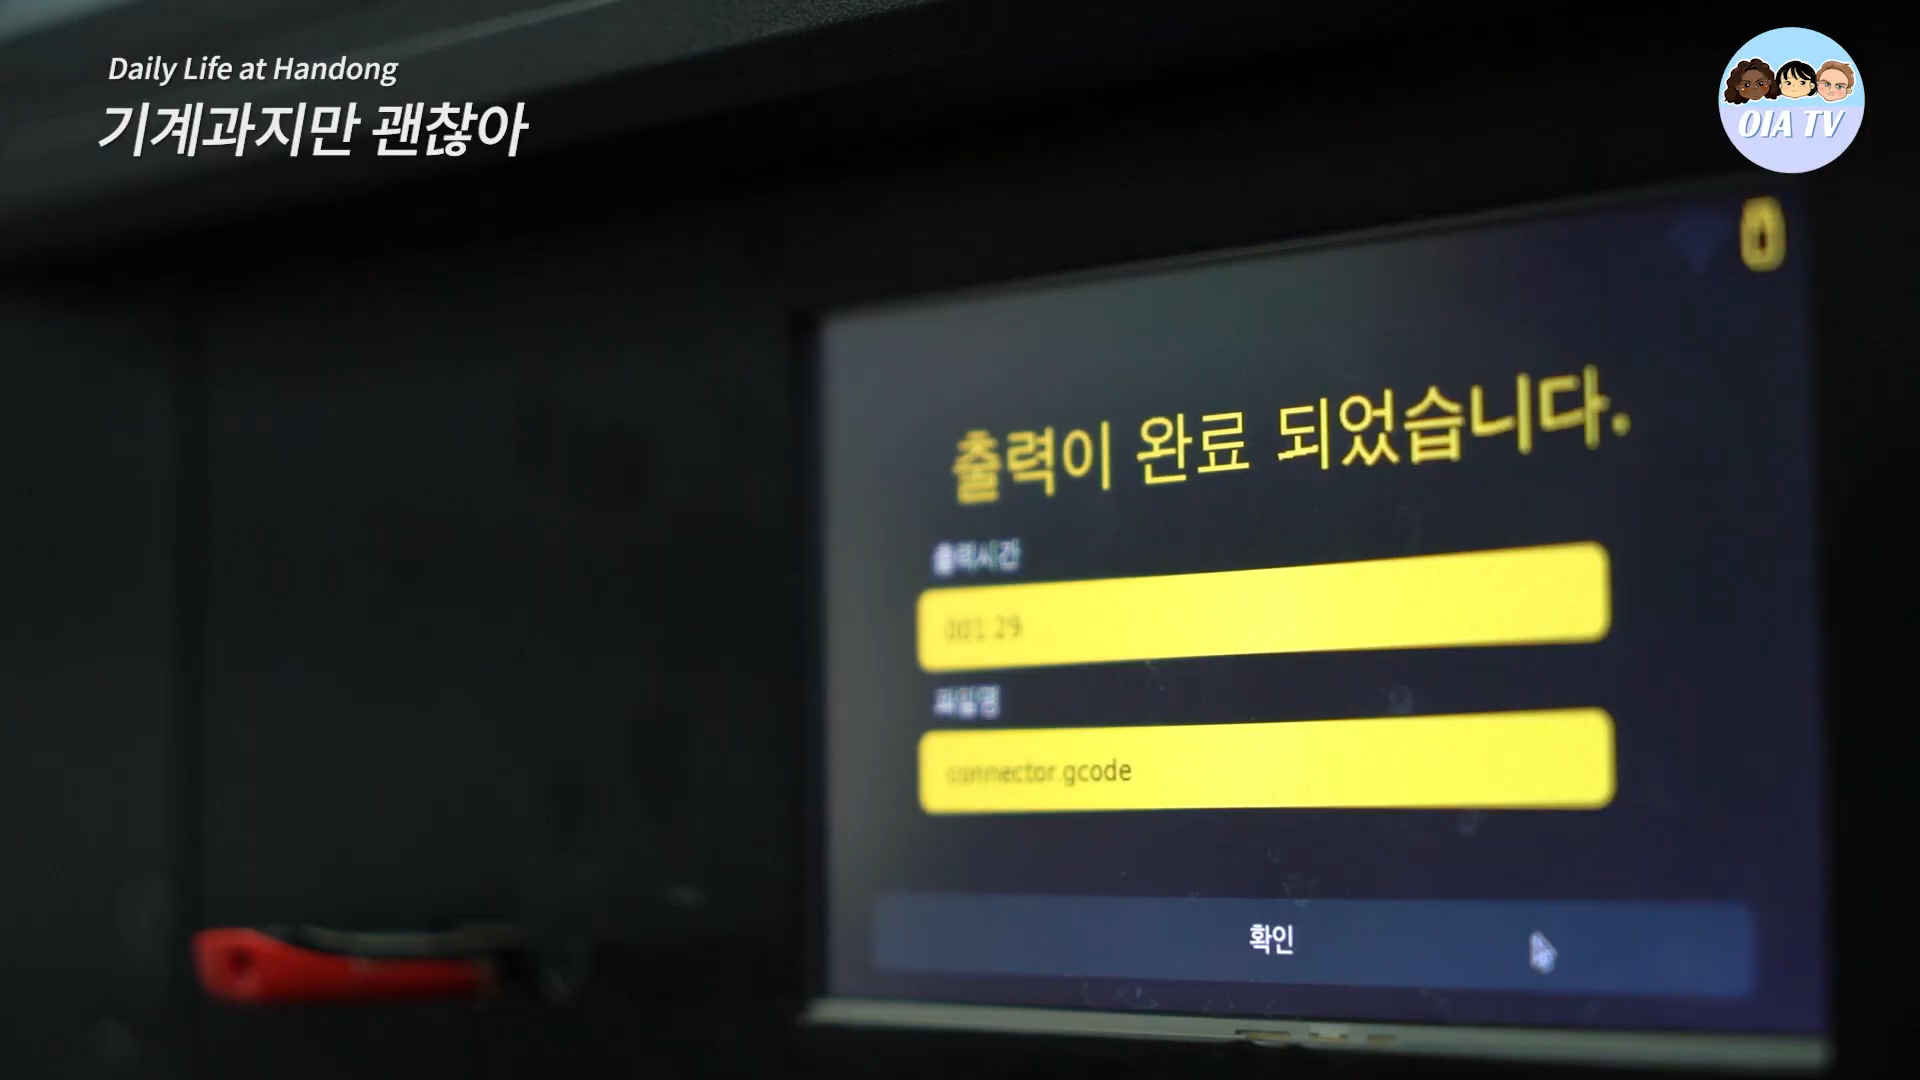 Daily Life at Handong
기계과지만 괜찮아
OIA TV
출력이 완료 되었습니다.
출력시간
001:29
파일명
connector.gcode
확인